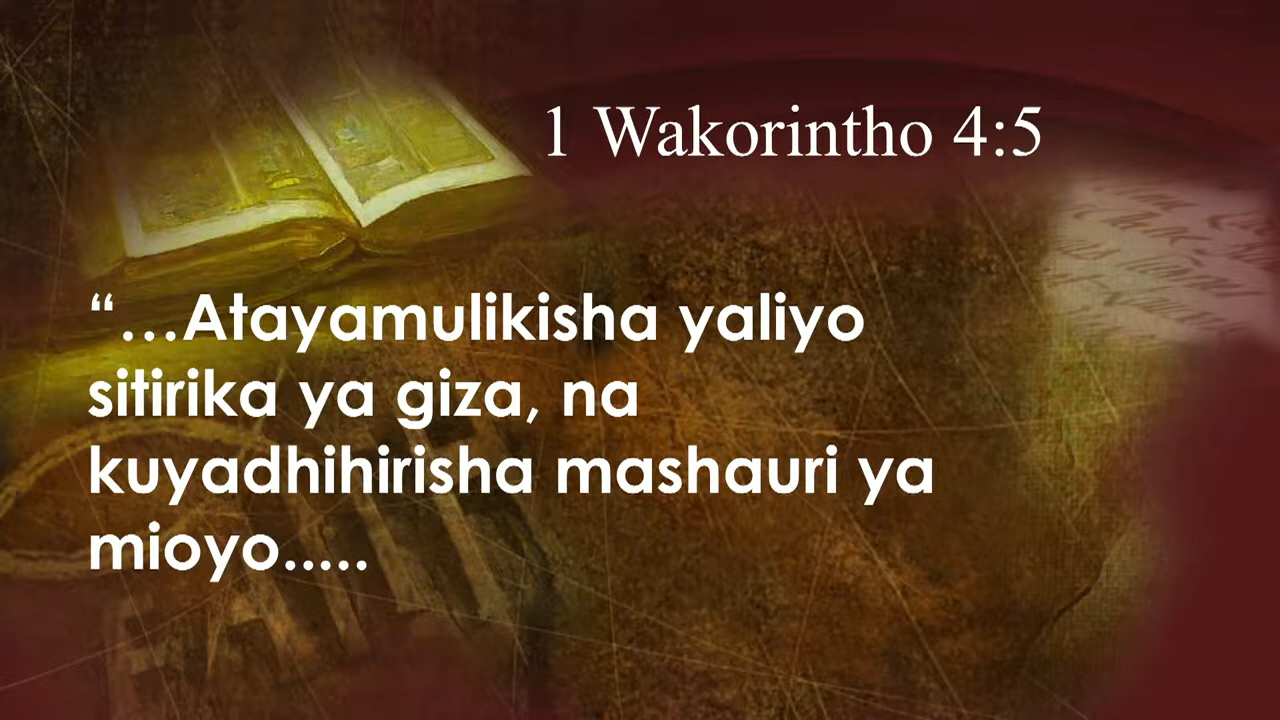 1 Wakorintho 4:5
“…Atayamulikisha yaliyo
sitirika ya giza, na
kuyadhihirisha mashauri ya
mioyo.....